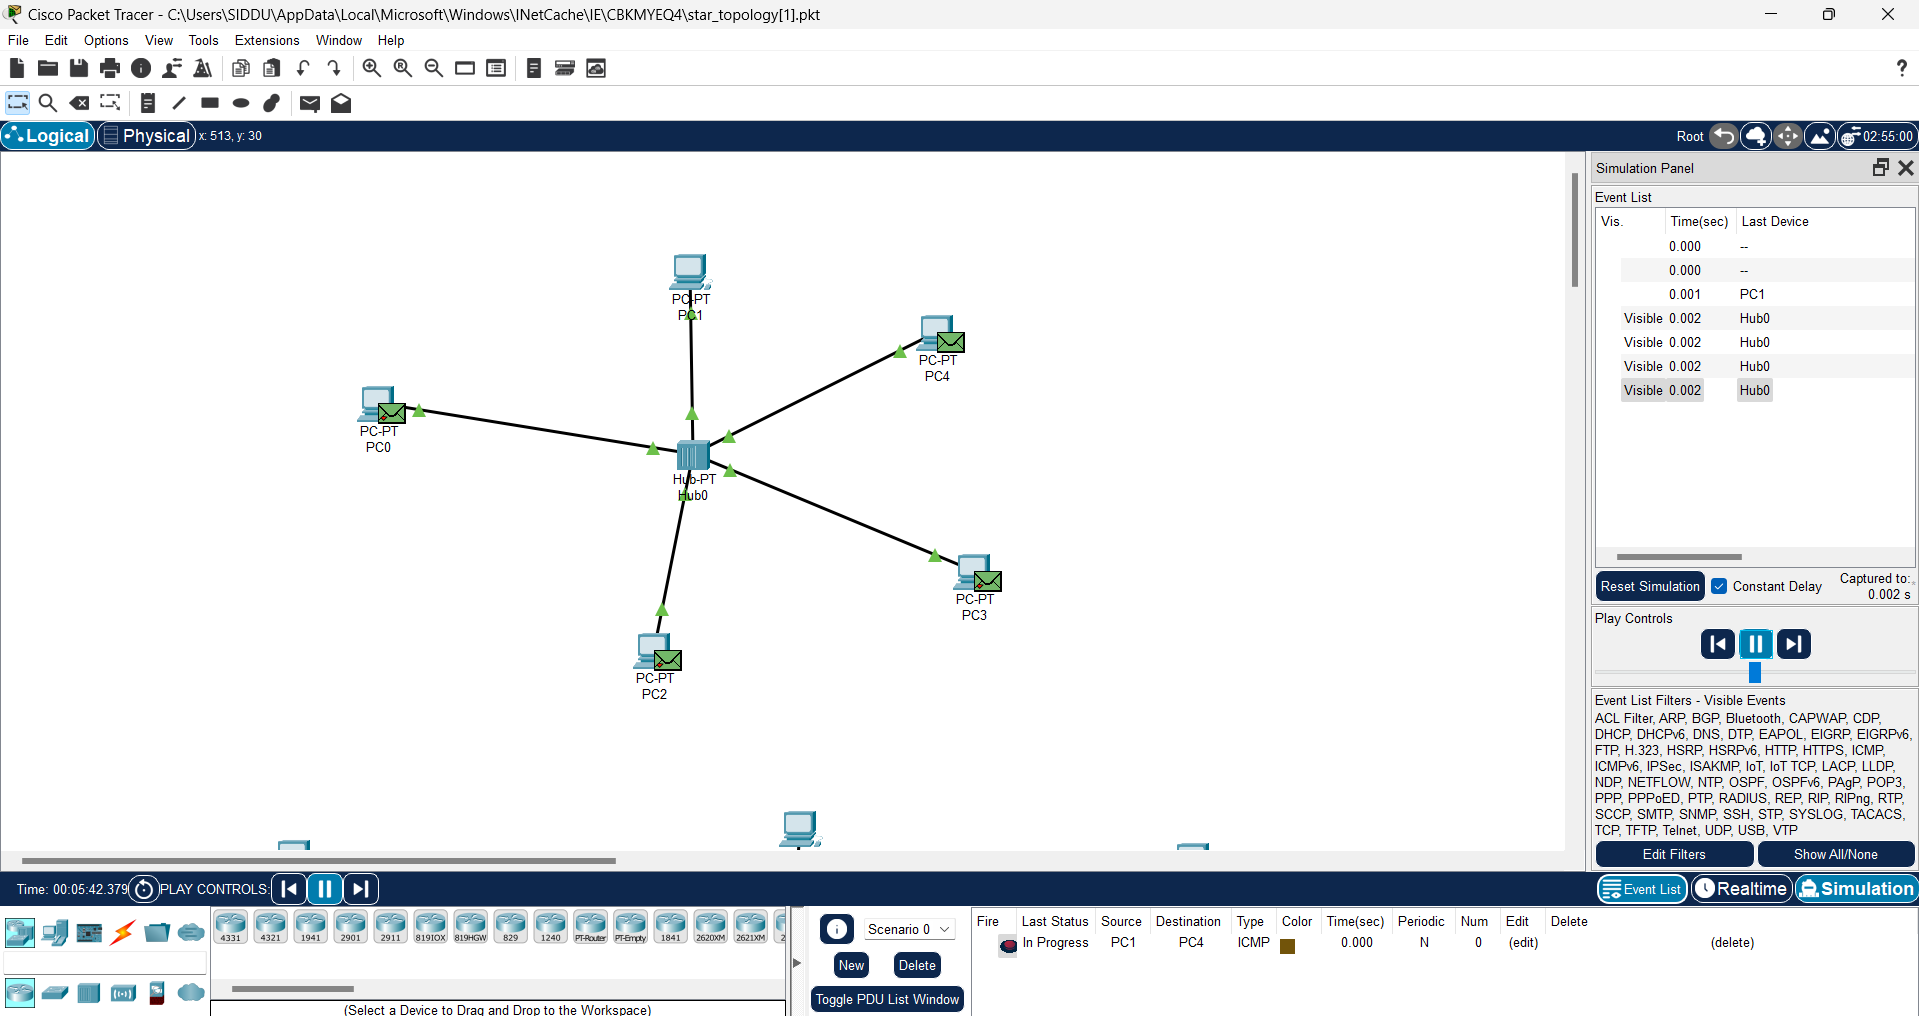 Cisco Packet Tracer - C:\Users\SIDDU\AppData\Local\Microsoft\Windows\INetCache\IE\CBKMYEQ4\star_topology[1].pkt
File Edit Options View Tools Extensions Window Help
Logical Physical x: 513, y: 30 Root 02:55:00
Simulation Panel
Event List
Vis. Time(sec) Last Device
0.000 --
0.000 --
0.001 PC1
Visible 0.002 Hub0
Visible 0.002 Hub0
Visible 0.002 Hub0
Visible 0.002 Hub0
PC-PT
PC1
PC-PT
PC4
PC-PT
PC0
Hub-PT
Hub0
PC-PT
PC3
PC-PT
PC2
Reset Simulation Constant Delay Captured to:
0.002 s
Play Controls
Event List Filters - Visible Events
ACL Filter, ARP, BGP, Bluetooth, CAPWAP, CDP,
DHCP, DHCPv6, DNS, DTP, EAPOL, EIGRP, EIGRPv6,
FTP, H.323, HSRP, HSRPv6, HTTP, HTTPS, ICMP,
ICMPv6, IPSec, ISAKMP, IoT, IoT TCP, LACP, LLDP,
NDP, NETFLOW, NTP, OSPF, OSPFv6, PAgP, POP3,
PPP, PPPoED, PTP, RADIUS, REP, RIP, RIPng, RTP,
SCCP, SMTP, SNMP, SSH, STP, SYSLOG, TACACS,
TCP, TFTP, Telnet, UDP, USB, VTP
Edit Filters Show All/None
Time: 00:05:42.379 PLAY CONTROLS: Event List Realtime Simulation
4331 4321 1941 2901 2911 819IOX 819HGW 829 1240 PT-Router PT-Empty 1841 2620XM 2621XM 2
(Select a Device to Drag and Drop to the Workspace)
Scenario 0
New Delete
Toggle PDU List Window
Fire Last Status Source Destination Type Color Time(sec) Periodic Num Edit Delete
In Progress PC1 PC4 ICMP 0.000 N 0 (edit) (delete)